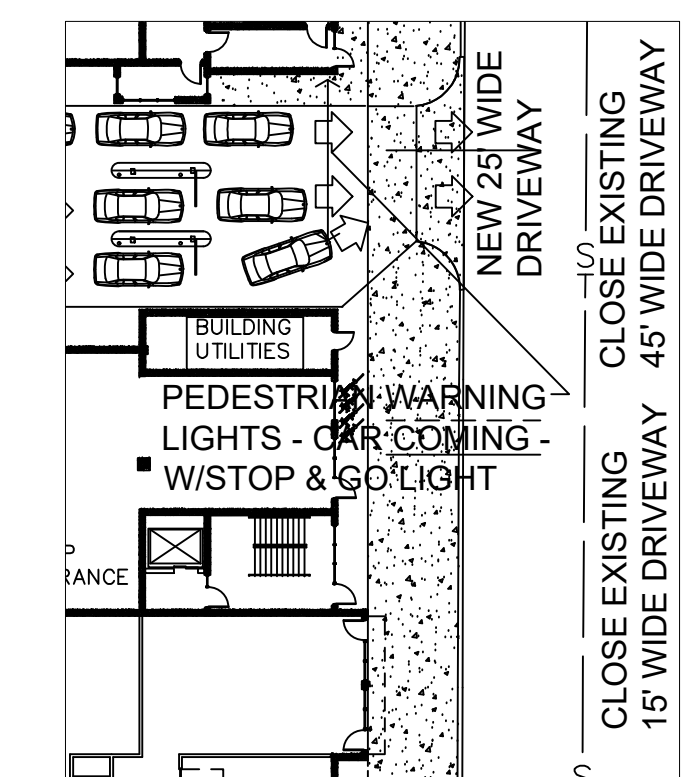 NEW 25' WIDE
DRIVEWAY
CLOSE EXISTING
45' WIDE DRIVEWAY
S
T
BUILDING
UTILITIES
PEDESTRIAN WARNING
LIGHTS - CAR COMING -
W/STOP & GO LIGHT
CLOSE EXISTING
15' WIDE DRIVEWAY
P
RANCE
S